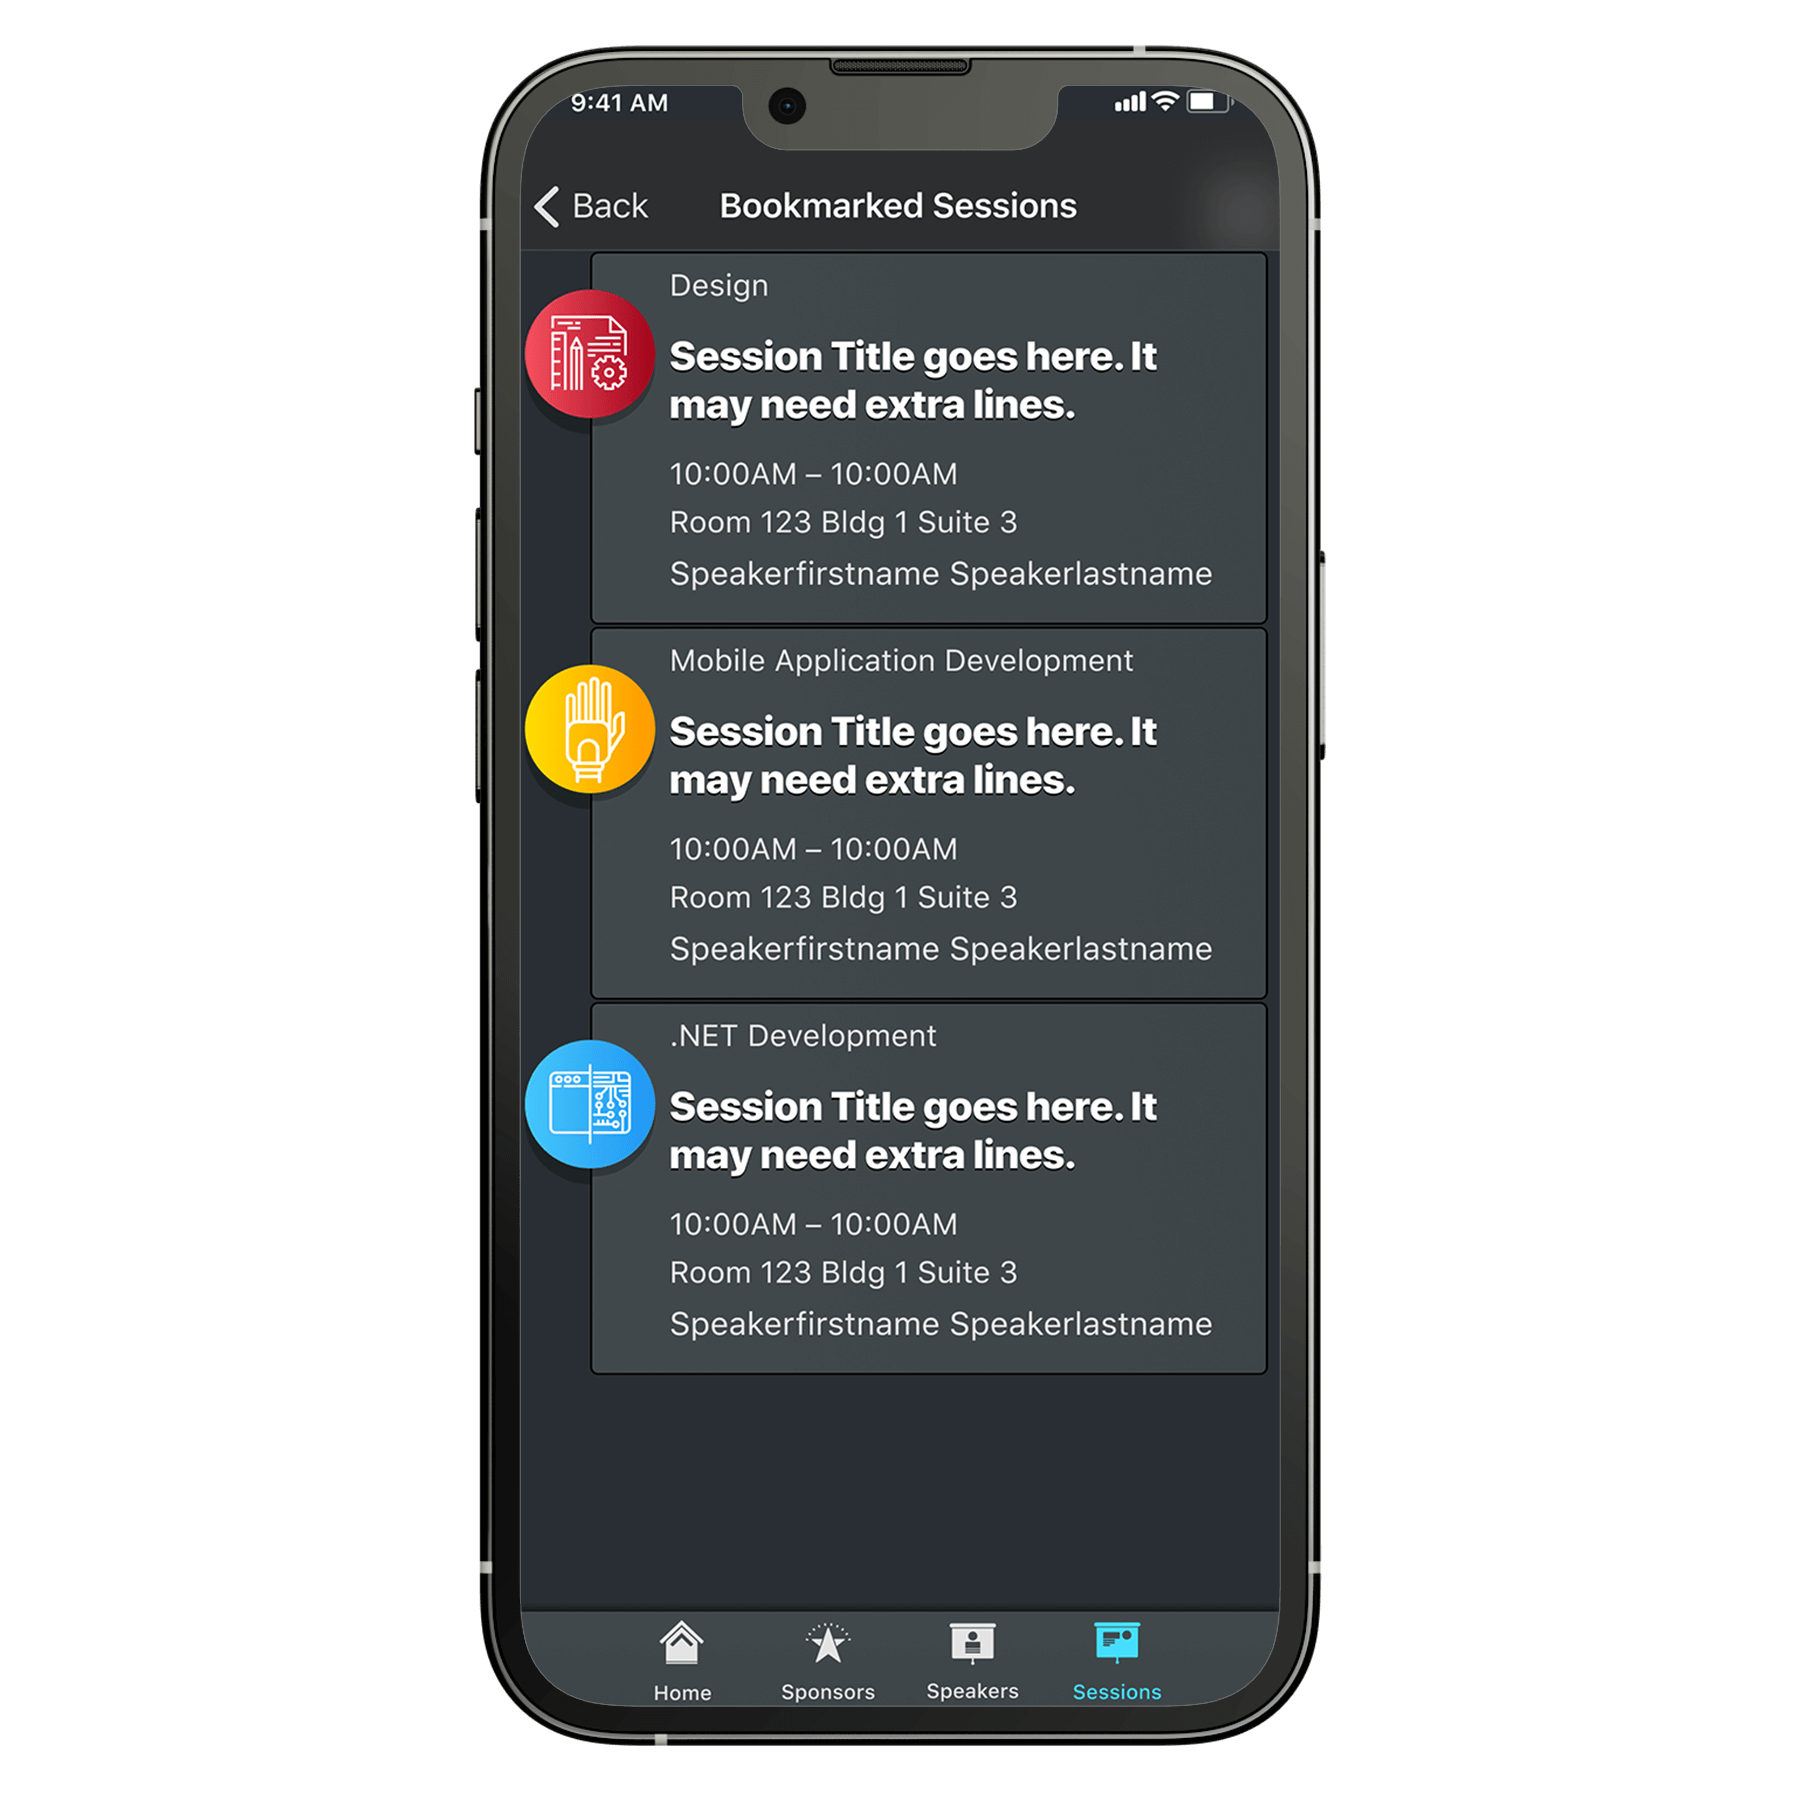 9:41 AM
Back
Bookmarked Sessions
Design
Session Title goes here. It
may need extra lines.
10:00AM – 10:00AM
Room 123 Bldg 1 Suite 3
Speakerfirstname Speakerlastname
Mobile Application Development
Session Title goes here. It
may need extra lines.
10:00AM – 10:00AM
Room 123 Bldg 1 Suite 3
Speakerfirstname Speakerlastname
.NET Development
Session Title goes here. It
may need extra lines.
10:00AM – 10:00AM
Room 123 Bldg 1 Suite 3
Speakerfirstname Speakerlastname
Home
Sponsors
Speakers
Sessions